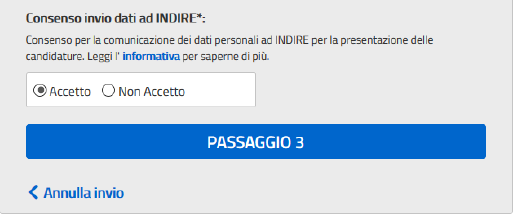 Consenso invio dati ad INDIRE*:
Consenso per la comunicazione dei dati personali ad INDIRE per la presentazione delle
candidature. Leggi l' informativa per saperne di più.
Accetto Non Accetto
PASSAGGIO 3
Annulla invio